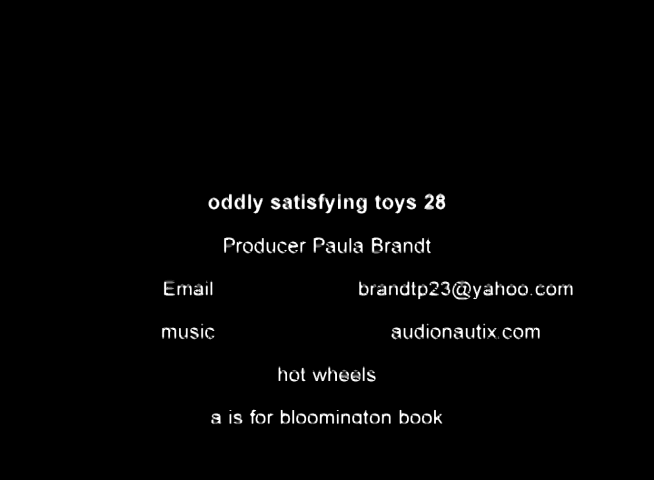 oddly satisfying toys 28
Producer Paula Brandt
Email brandtp23@yahoo.com
music audionautix.com
hot wheels
a is for bloomington book